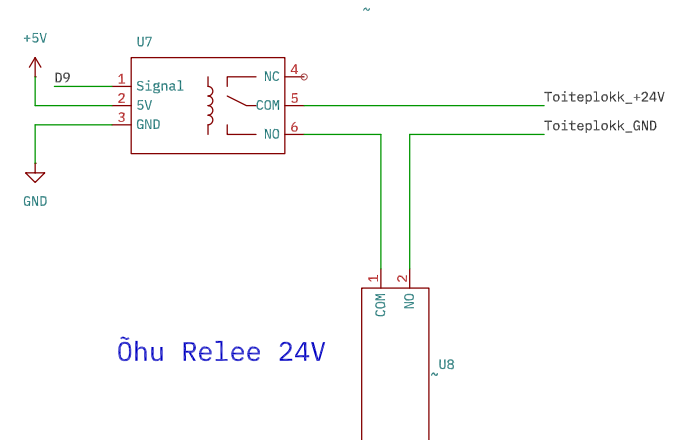 ~
+5V
U7
D9
1
Signal
NC
4
2
5V
COM
5
Toiteplokk_+24V
3
GND
NO
6
Toiteplokk_GND
GND
1
2
COM
NO
Õhu Relee 24V
U8
~